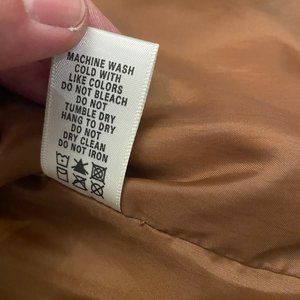 MACHINE WASH
COLD WITH
LIKE COLORS
DO NOT BLEACH
DO NOT
TUMBLE DRY
HANG TO DRY
DO NOT
DRY CLEAN
DO NOT IRON